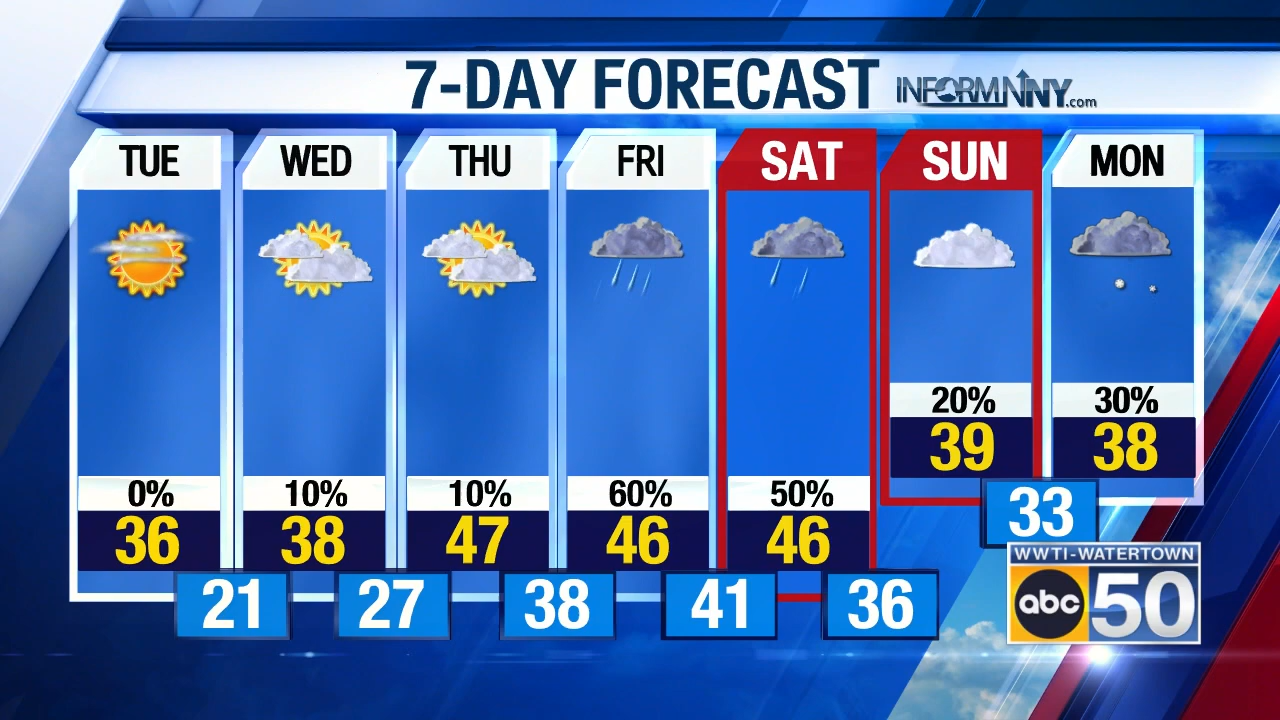 7-DAY FORECAST INFORMNNY.com
TUE WED THU FRI SAT SUN MON
20% 30%
39 38
0% 10% 10% 60% 50%
36 38 47 46 46
33
21 27 38 41 36
WWTI-WATERTOWN
abc 50